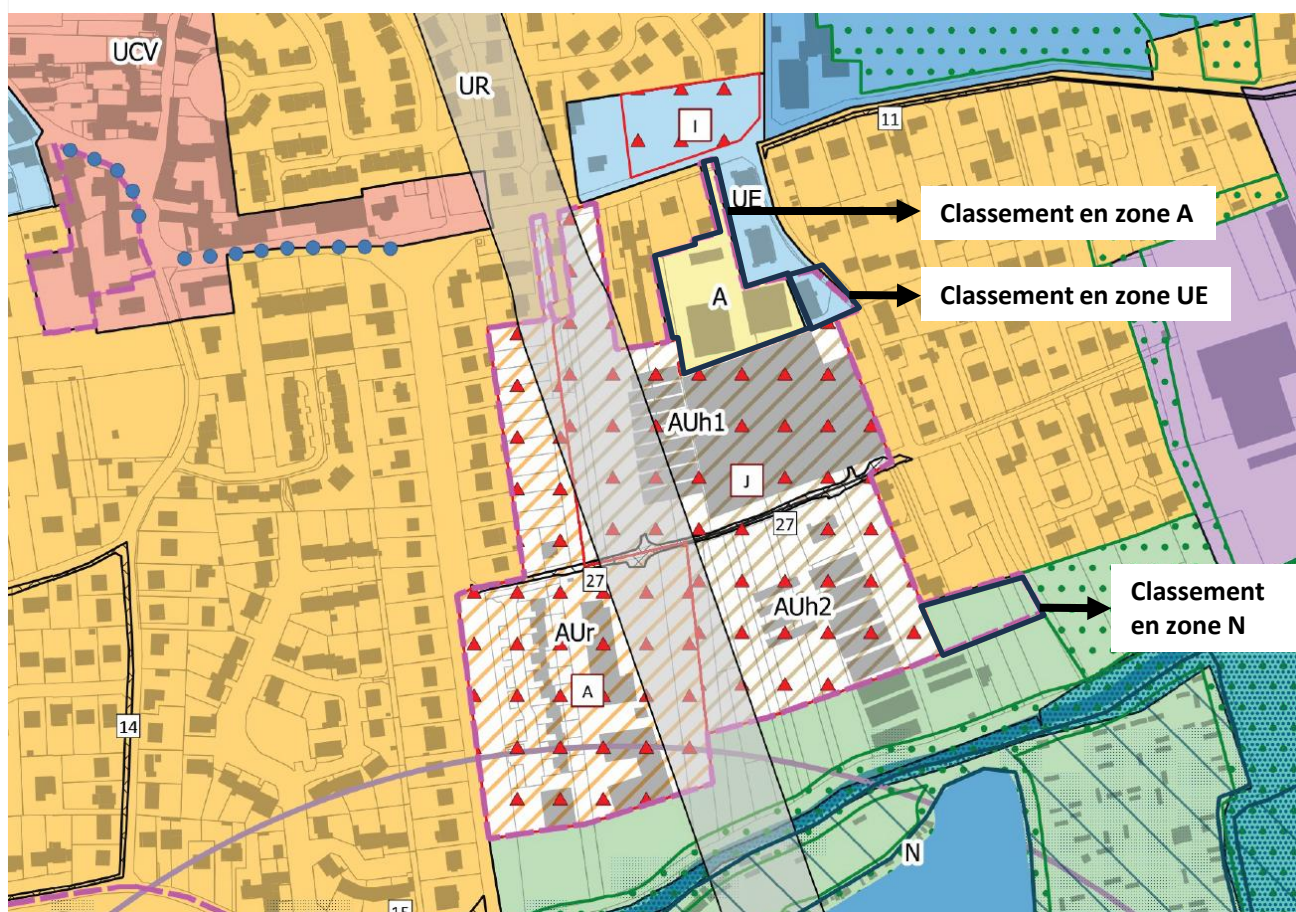 UCV
UR
I
11
UE
Classement en zone A
A
Classement en zone UE
AUh1
J
27
27
AUh2
Classement
en zone N
AUr
A
14
N